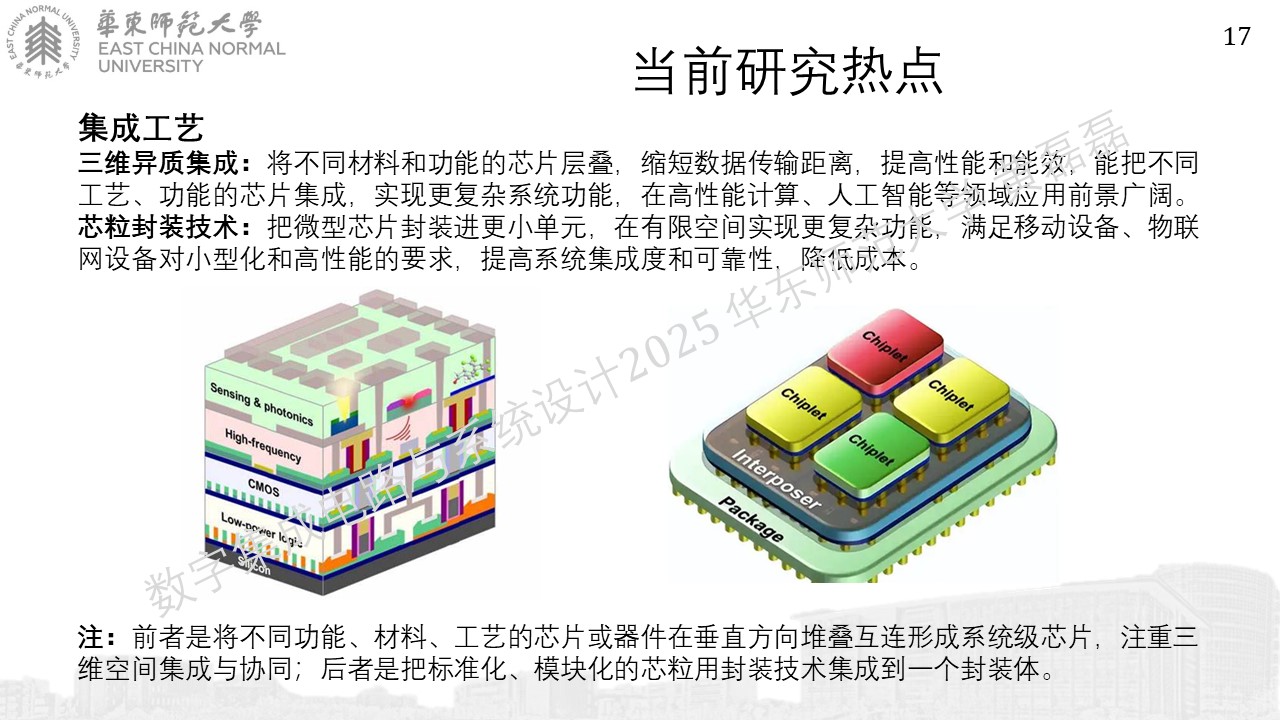 華東師範大學
EAST CHINA NORMAL
UNIVERSITY
EAST CHINA NORMAL UNIVERSITY
華東師範大學
17
当前研究热点
集成工艺
三维异质集成：将不同材料和功能的芯片层叠，缩短数据传输距离，提高性能和能效，能把不同
工艺、功能的芯片集成，实现更复杂系统功能，在高性能计算、人工智能等领域应用前景广阔。
芯粒封装技术：把微型芯片封装进更小单元，在有限空间实现更复杂功能，满足移动设备、物联
网设备对小型化和高性能的要求，提高系统集成度和可靠性，降低成本。
Sensing & photonics
High-frequency
CMOS
Low-power logic
Silicon
Chiplet
Chiplet
Chiplet
Chiplet
Interposer
Package
注：前者是将不同功能、材料、工艺的芯片或器件在垂直方向堆叠互连形成系统级芯片，注重三
维空间集成与协同；后者是把标准化、模块化的芯粒用封装技术集成到一个封装体。
数字集成电路与系统设计2025 华东师范大学 磊磊